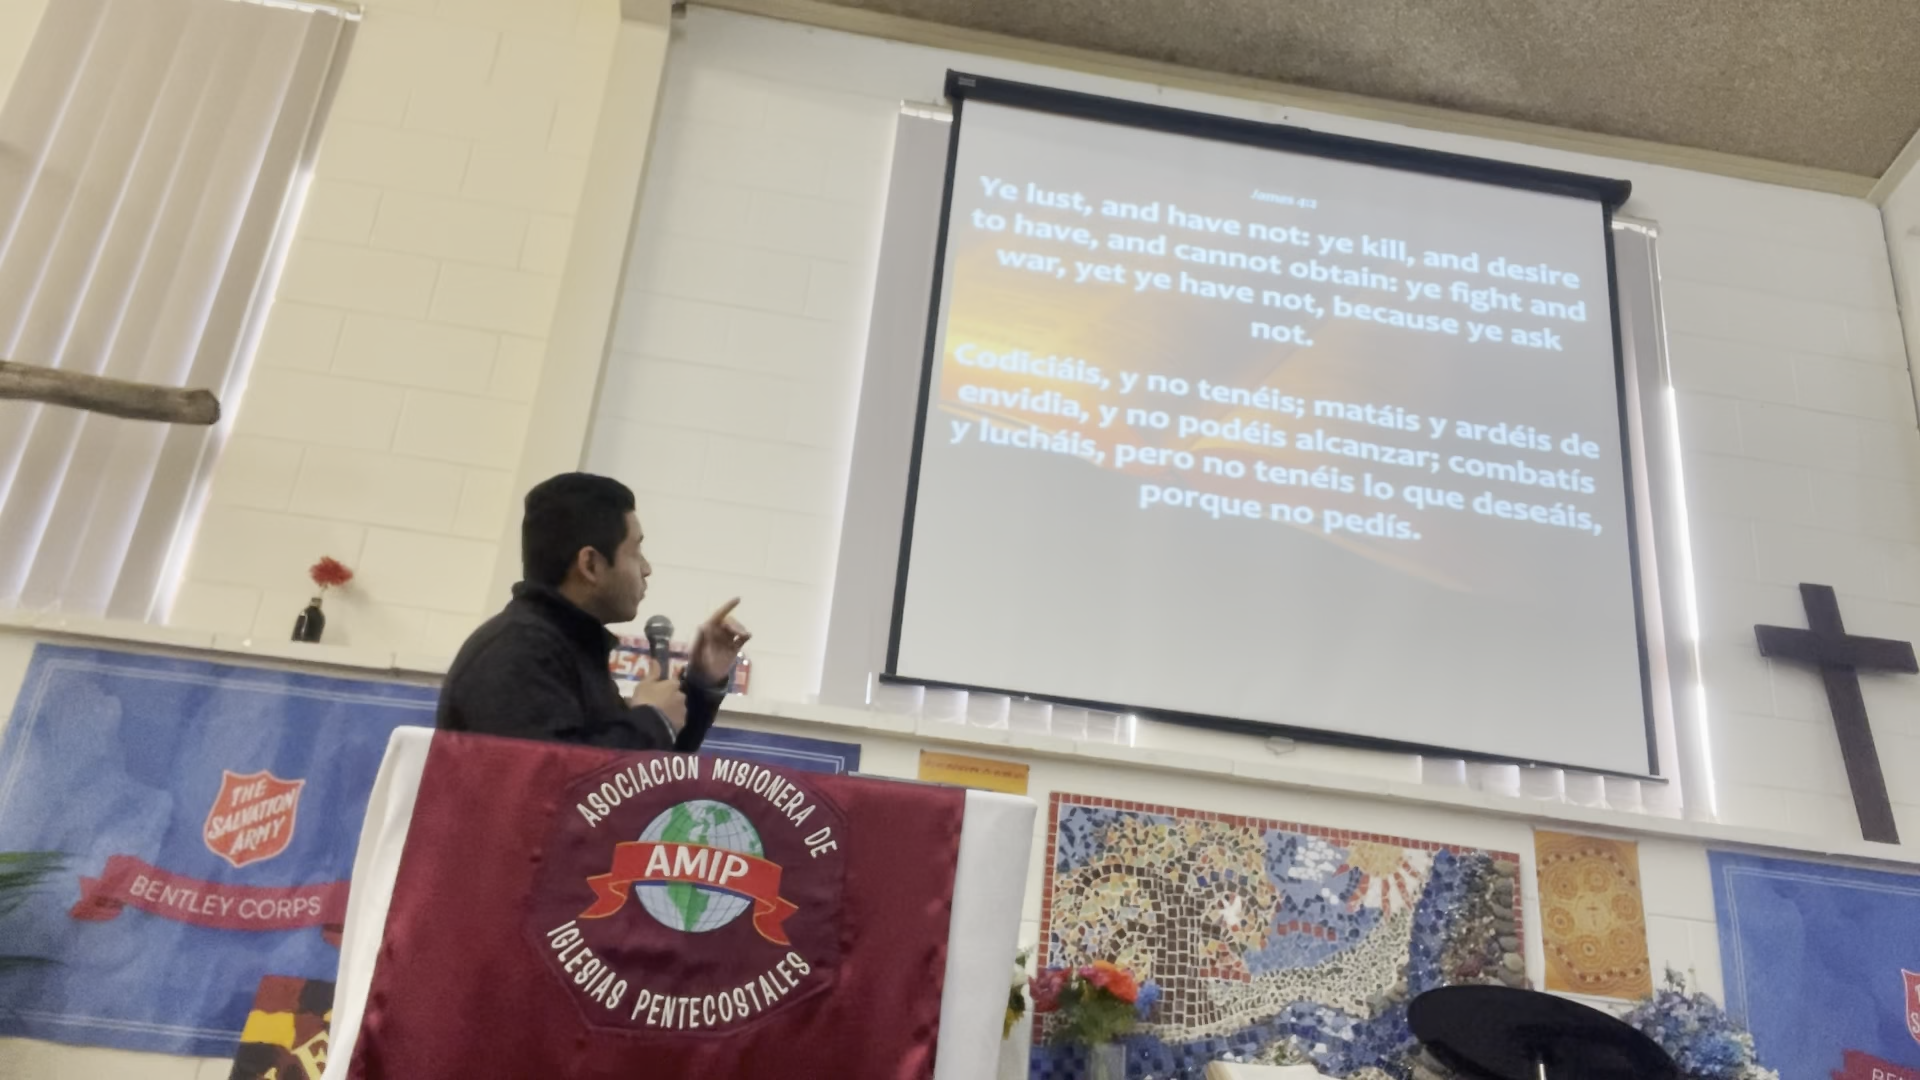 James 4:2
Ye lust, and have not: ye kill, and desire
to have, and cannot obtain: ye fight and
war, yet ye have not, because ye ask
not.
Codiciáis, y no tenéis; matáis y ardéis de
envidia, y no podéis alcanzar; combatís
y lucháis, pero no tenéis lo que deseáis,
porque no pedís.
THE
SALVATION
ARMY
BENTLEY CORPS
ASOCIACION MISIONERA DE
AMIP
IGLESIAS PENTECOSTALES